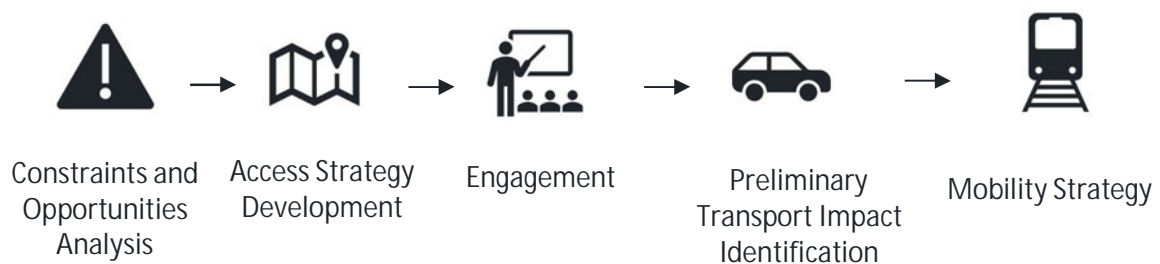 Constraints and
Opportunities
Analysis
Access Strategy
Development
Engagement
Preliminary
Transport Impact
Identification
Mobility Strategy